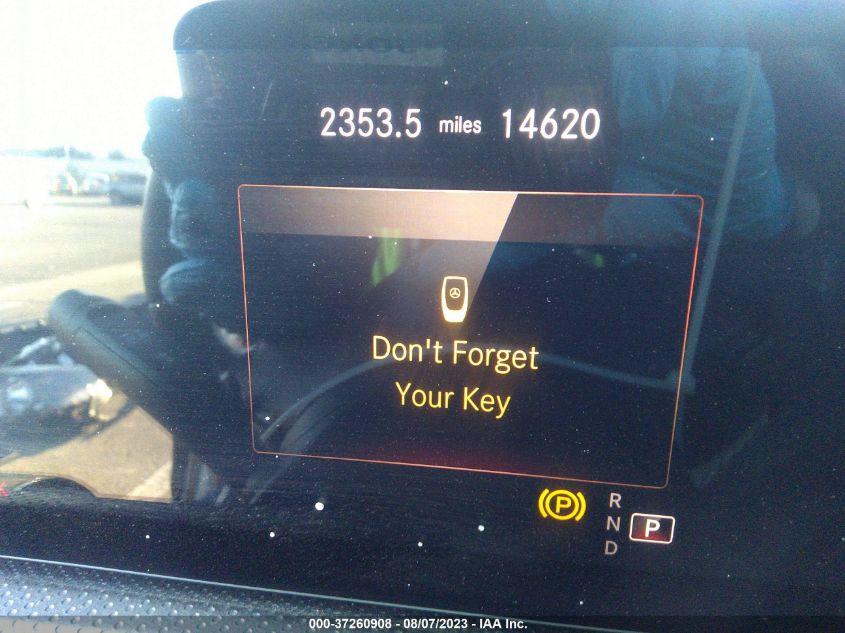 2353.5 miles 14620
Don't Forget
Your Key
(P) R
N P
D
000-37260908 - 08/07/2023 - IAA Inc.